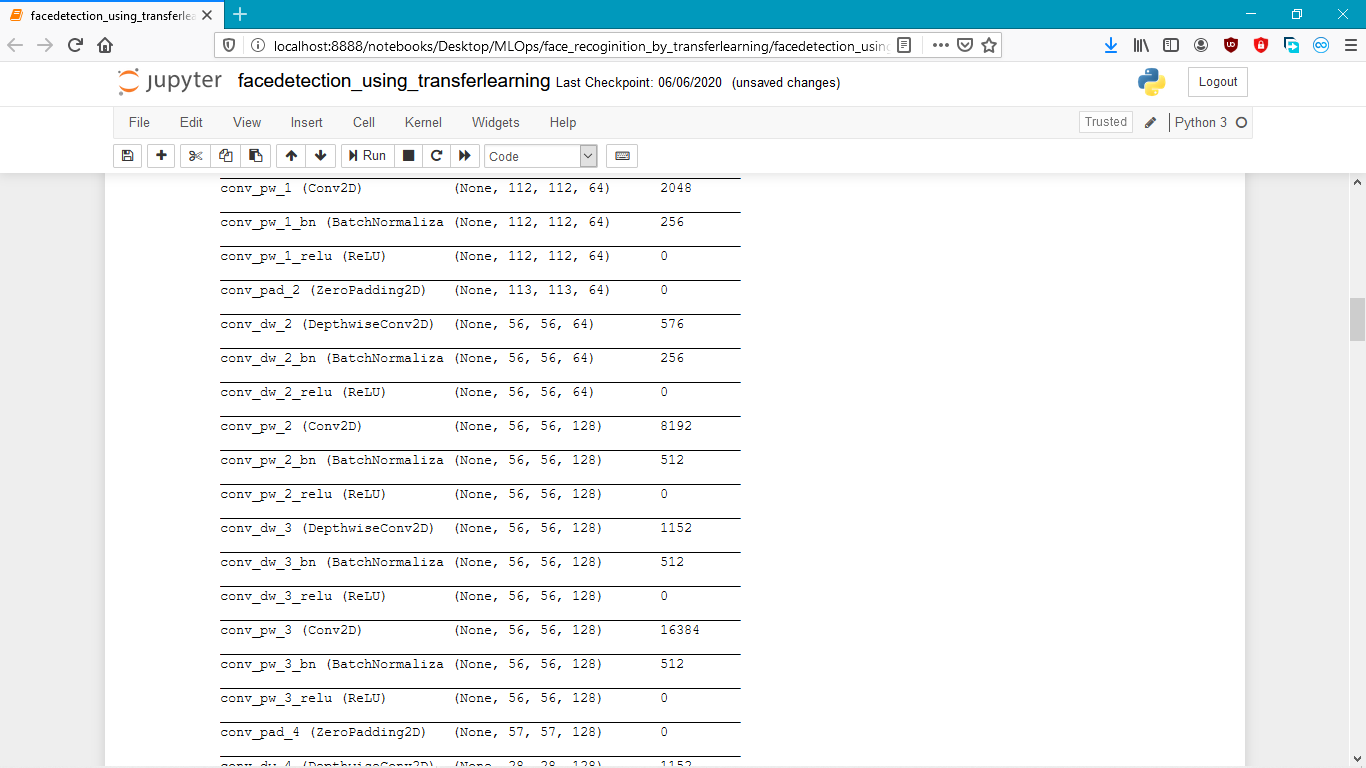 facedetection_using_transferlea
localhost:8888/notebooks/Desktop/MLOps/face_recoginition_by_transferlearning/facedetection_using
jupyter facedetection_using_transferlearning Last Checkpoint: 06/06/2020 (unsaved changes) Logout
File Edit View Insert Cell Kernel Widgets Help Trusted Python 3
Run Code
conv_pw_1 (Conv2D) (None, 112, 112, 64) 2048
conv_pw_1_bn (BatchNormaliza (None, 112, 112, 64) 256
conv_pw_1_relu (ReLU) (None, 112, 112, 64) 0
conv_pad_2 (ZeroPadding2D) (None, 113, 113, 64) 0
conv_dw_2 (DepthwiseConv2D) (None, 56, 56, 64) 576
conv_dw_2_bn (BatchNormaliza (None, 56, 56, 64) 256
conv_dw_2_relu (ReLU) (None, 56, 56, 64) 0
conv_pw_2 (Conv2D) (None, 56, 56, 128) 8192
conv_pw_2_bn (BatchNormaliza (None, 56, 56, 128) 512
conv_pw_2_relu (ReLU) (None, 56, 56, 128) 0
conv_dw_3 (DepthwiseConv2D) (None, 56, 56, 128) 1152
conv_dw_3_bn (BatchNormaliza (None, 56, 56, 128) 512
conv_dw_3_relu (ReLU) (None, 56, 56, 128) 0
conv_pw_3 (Conv2D) (None, 56, 56, 128) 16384
conv_pw_3_bn (BatchNormaliza (None, 56, 56, 128) 512
conv_pw_3_relu (ReLU) (None, 56, 56, 128) 0
conv_pad_4 (ZeroPadding2D) (None, 57, 57, 128) 0
conv_dw_4 (DepthwiseConv2D) (None, 28, 28, 128) 1152